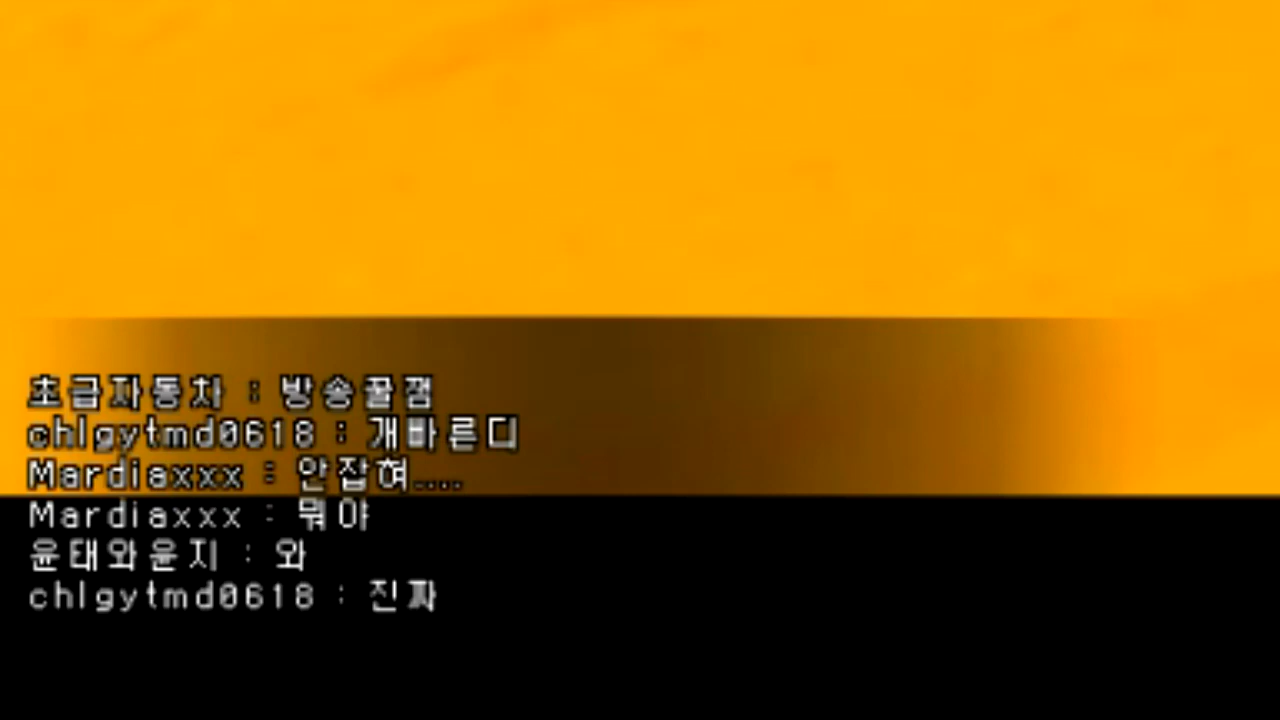 초급자동차 : 방송꿀잼
chlgytmd0618 : 개빠른디
Mardiaxxx : 안잡혀....
Mardiaxxx : 뭐야
윤태와윤지 : 와
chlgytmd0618 : 진짜